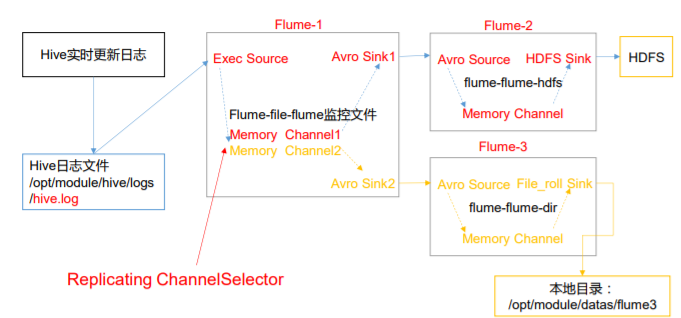 Flume-1
Flume-2
Hive实时更新日志
Exec Source
Avro Sink1
Avro Source
HDFS Sink
HDFS
flume-flume-hdfs
Flume-file-flume监控文件
Memory Channel
Memory Channel1
Memory Channel2
Flume-3
Hive日志文件
/opt/module/hive/logs
/hive.log
Avro Sink2
Avro Source
File_roll Sink
flume-flume-dir
Memory Channel
Replicating ChannelSelector
本地目录：
/opt/module/datas/flume3